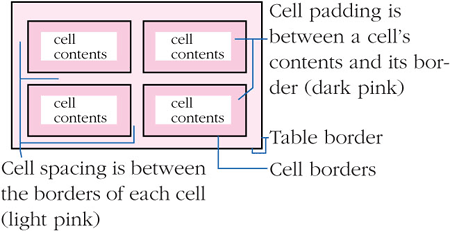 Cell padding is
between a cell's
contents and its bor-
der (dark pink)
cell
contents
cell
contents
cell
contents
cell
contents
Table border
Cell borders
Cell spacing is between
the borders of each cell
(light pink)